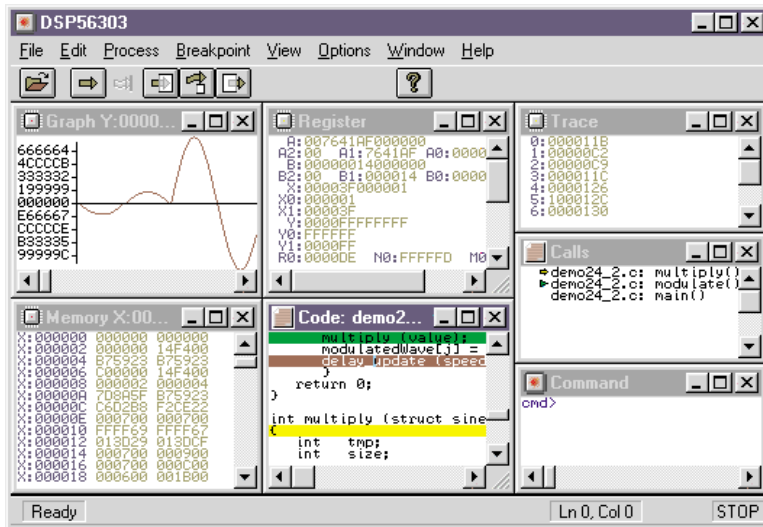 DSP56303
File Edit Process Breakpoint View Options Window Help
Graph Y:0000...
666664
4CCCCB
333332
199999
000000
E66667
CCCCCE
B33335
99999C
Register
A:007641AF000000
A2:00 A1:7641AF A0:0000
B:00000014000000
B2:00 B1:000014 B0:0000
X:00003F000001
X0:000001
X1:00003F
Y:0000FFFFFFFF
Y0:FFFFFF
Y1:0000FF
R0:0000DE N0:FFFFFD M0
Trace
0:000011B
1:00000C2
2:00000C9
3:000011C
4:0000126
5:100012C
6:0000130
Calls
demo24_2.c: multiply()
demo24_2.c: modulate()
demo24_2.c: main()
Memory X:00...
X:000000 000000 000000
X:000002 000000 14F400
X:000004 B75923 B75923
X:000006 C00000 14F400
X:000008 000002 000004
X:00000A 7D8A5F B75923
X:00000C C6D2B8 F2CE22
X:00000E 000700 000700
X:000010 FFFF69 FFFF67
X:000012 013D29 013DCF
X:000014 000700 000900
X:000016 000700 000C00
X:000018 000600 001B00
Code: demo2...
multiply (value);
modulatedWave[j] =
delay_update (speed
}
return 0;
}
int multiply (struct sine
{
int tmp;
int size;
Command
cmd>
Ready Ln 0, Col 0 STOP